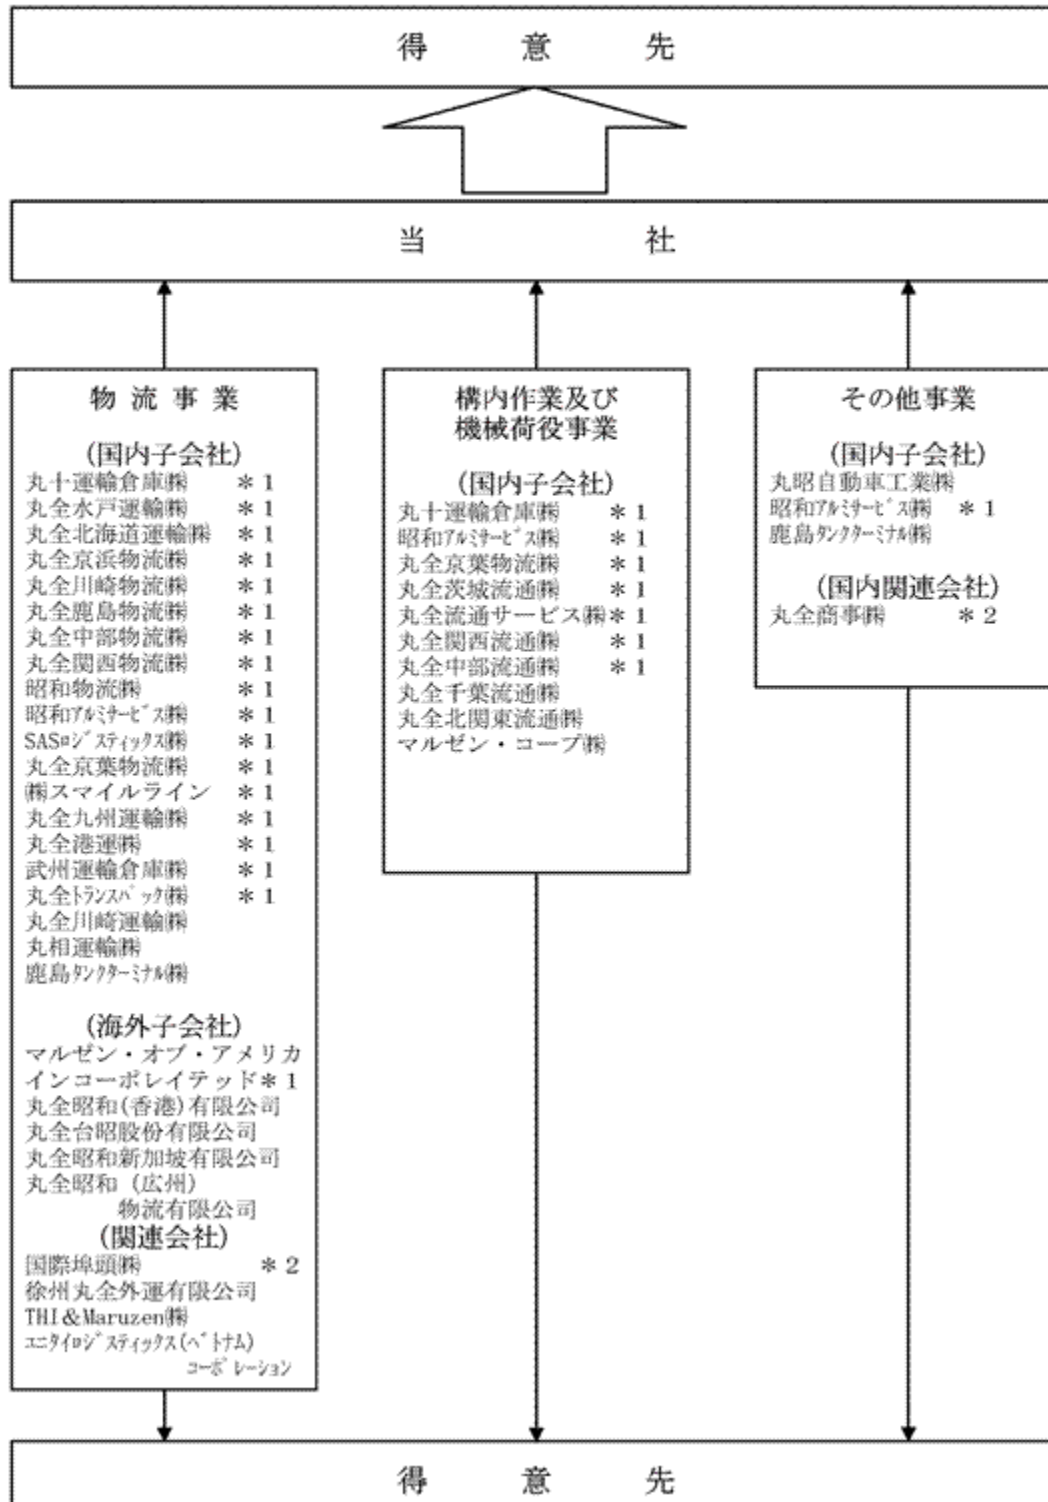 得意先
当社
物流事業
(国内子会社)
丸十運輸倉庫㈱ ＊1
丸全水戸運輸㈱ ＊1
丸全北海道運輸㈱ ＊1
丸全京浜物流㈱ ＊1
丸全川崎物流㈱ ＊1
丸全鹿島物流㈱ ＊1
丸全中部物流㈱ ＊1
丸全関西物流㈱ ＊1
昭和物流㈱ ＊1
昭和ｱﾙﾐｻｰﾋﾞｽ㈱ ＊1
SASﾛｼﾞｽﾃｨｯｸｽ㈱ ＊1
丸全京葉物流㈱ ＊1
㈱スマイルライン ＊1
丸全九州運輸㈱ ＊1
丸全港運㈱ ＊1
武州運輸倉庫㈱ ＊1
丸全ﾄﾗﾝｽﾊﾟｯｸ㈱ ＊1
丸全川崎運輸㈱
丸相運輸㈱
鹿島ﾀﾝｸﾀｰﾐﾅﾙ㈱
(海外子会社)
マルゼン・オブ・アメリカ
インコーポレイテッド＊1
丸全昭和(香港)有限公司
丸全台昭股份有限公司
丸全昭和新加坡有限公司
丸全昭和（広州）
物流有限公司
(関連会社)
国際埠頭㈱ ＊2
徐州丸全外運有限公司
THI&Maruzen㈱
ﾕﾆﾀｲﾛｼﾞｽﾃｨｯｸｽ(ﾍﾞﾄﾅﾑ)
ｺｰﾎﾟﾚｰｼｮﾝ
構内作業及び
機械荷役事業
(国内子会社)
丸十運輸倉庫㈱ ＊1
昭和ｱﾙﾐｻｰﾋﾞｽ㈱ ＊1
丸全京葉物流㈱ ＊1
丸全茨城流通㈱ ＊1
丸全流通サービス㈱＊1
丸全関西流通㈱ ＊1
丸全中部流通㈱ ＊1
丸全千葉流通㈱
丸全北関東流通㈱
マルゼン・コープ㈱
その他事業
(国内子会社)
丸昭自動車工業㈱
昭和ｱﾙﾐｻｰﾋﾞｽ㈱ ＊1
鹿島ﾀﾝｸﾀｰﾐﾅﾙ㈱
(国内関連会社)
丸全商事㈱ ＊2
得意先